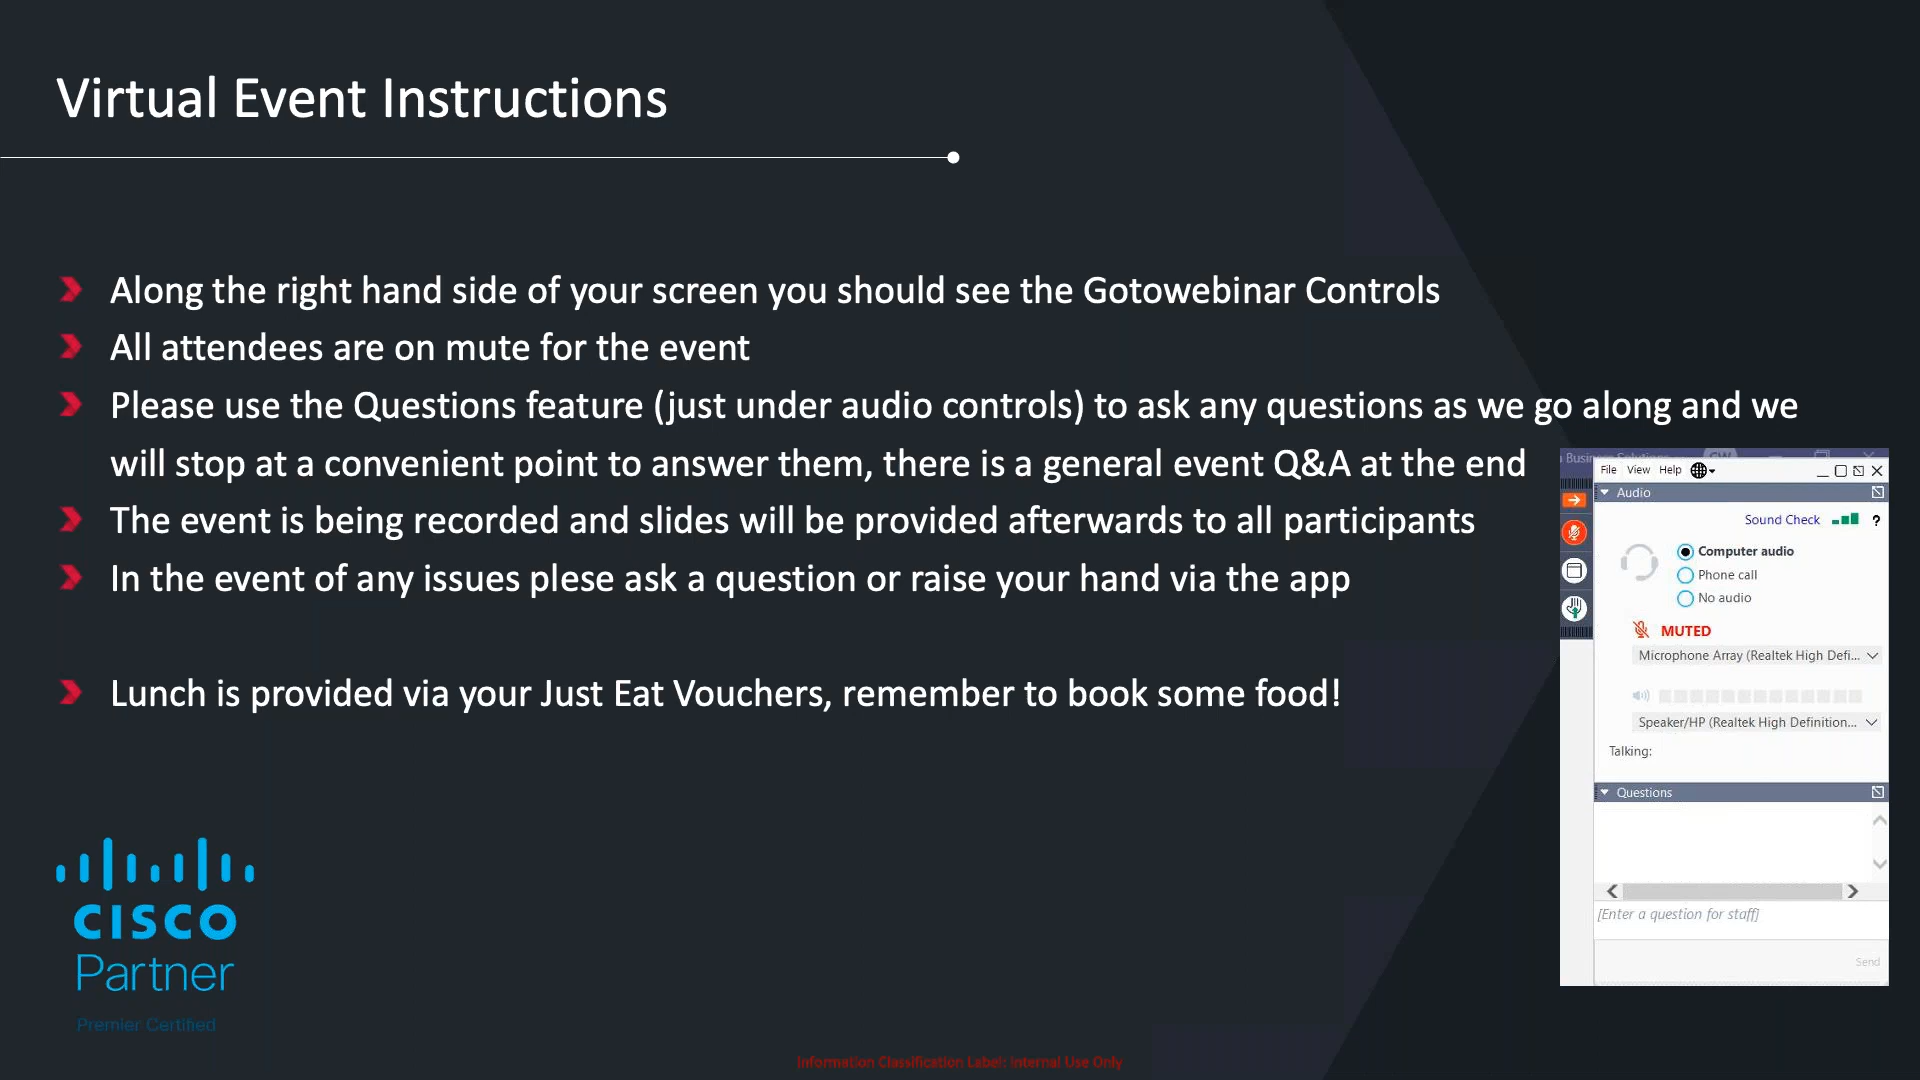 Virtual Event Instructions
Along the right hand side of your screen you should see the Gotowebinar Controls
All attendees are on mute for the event
Please use the Questions feature (just under audio controls) to ask any questions as we go along and we
will stop at a convenient point to answer them, there is a general event Q&A at the end
The event is being recorded and slides will be provided afterwards to all participants
In the event of any issues plese ask a question or raise your hand via the app
Lunch is provided via your Just Eat Vouchers, remember to book some food!
File View Help
Audio
Sound Check ?
Computer audio
Phone call
No audio
MUTED
Microphone Array (Realtek High Defi...
Speaker/HP (Realtek High Definition...
Talking:
Questions
[Enter a question for staff]
Send
CISCO
Partner
Premier Certified
Information Classification Label: Internal Use Only